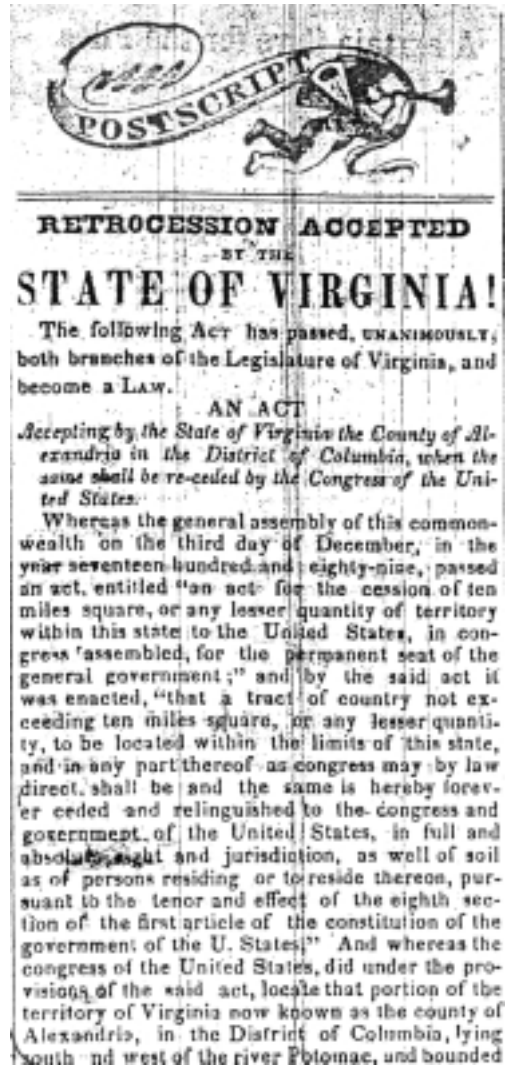 POSTSCRIPT
RETROCESSION ACCEPTED
BY THE
STATE OF VIRGINIA!
The following ACT has passed, UNANIMOUSLY,
both branches of the Legislature of Virginia, and
become a LAW.
AN ACT
Accepting by the State of Virginia the County of Al-
exandria in the District of Columbia, when the
same shall be re-ceded by the Congress of the Uni-
ted States.
Whereas the general assembly of this common-
wealth on the third day of December, in the
year seventeen hundred and eighty-nine, passed
an act, entitled "an act for the cession of ten
miles square, or any lesser quantity of territory
within this state to the United States, in con-
gress assembled, for the permanent seat of the
general government;" and by the said act it
was enacted, "that a tract of country not ex-
ceeding ten miles square, or any lesser quanti-
ty, to be located within the limits of this state,
and in any part thereof as congress may by law
direct, shall be and the same is hereby forev-
er ceded and relinquished to the congress and
government of the United States, in full and
absolute right and jurisdiction, as well of soil
as of persons residing or to reside thereon, pur-
suant to the tenor and effect of the eighth sec-
tion of the first article of the constitution of the
government of the U. States." And whereas the
congress of the United States, did under the pro-
visions of the said act, locate that portion of the
territory of Virginia now known as the county of
Alexandria, in the District of Columbia, lying
south nd west of the river Potomac, and bounded